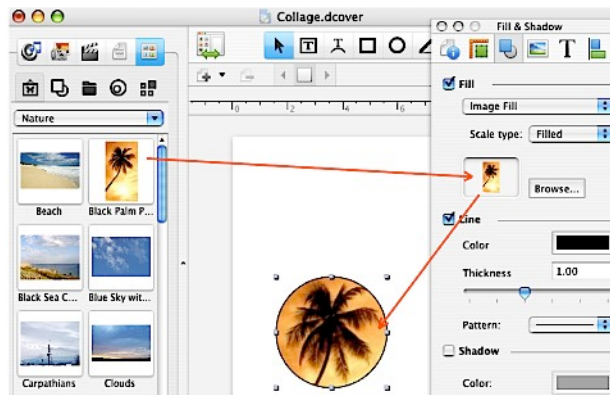 Collage.dcover
Fill & Shadow
T
T
Fill
Image Fill
Scale type: Filled
Nature
Browse...
Beach
Black Palm P...
Line
Color
Thickness 1.00
Black Sea C...
Blue Sky wit...
Pattern:
Shadow
Carpathians
Clouds
Color: